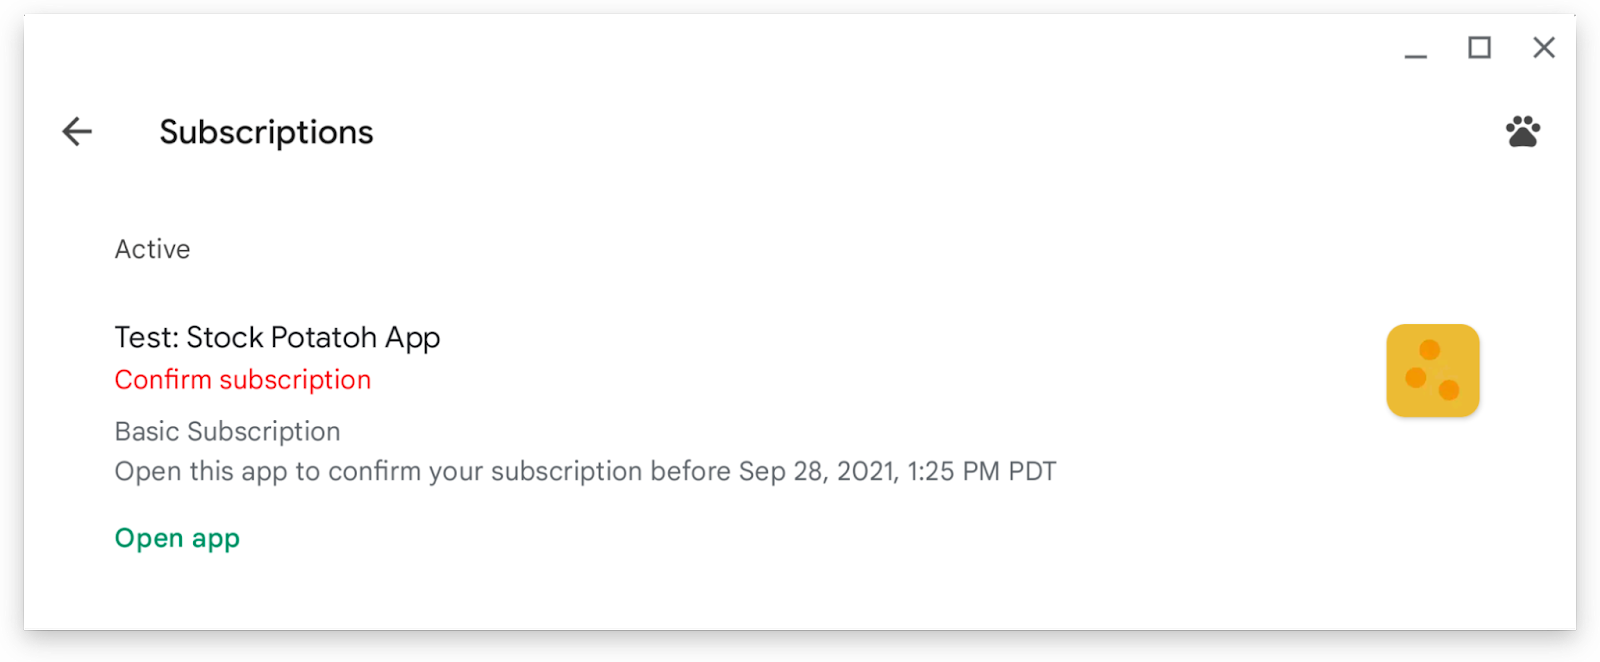 Subscriptions
Active
Test: Stock Potatoh App
Confirm subscription
Basic Subscription
Open this app to confirm your subscription before Sep 28, 2021, 1:25 PM PDT
Open app